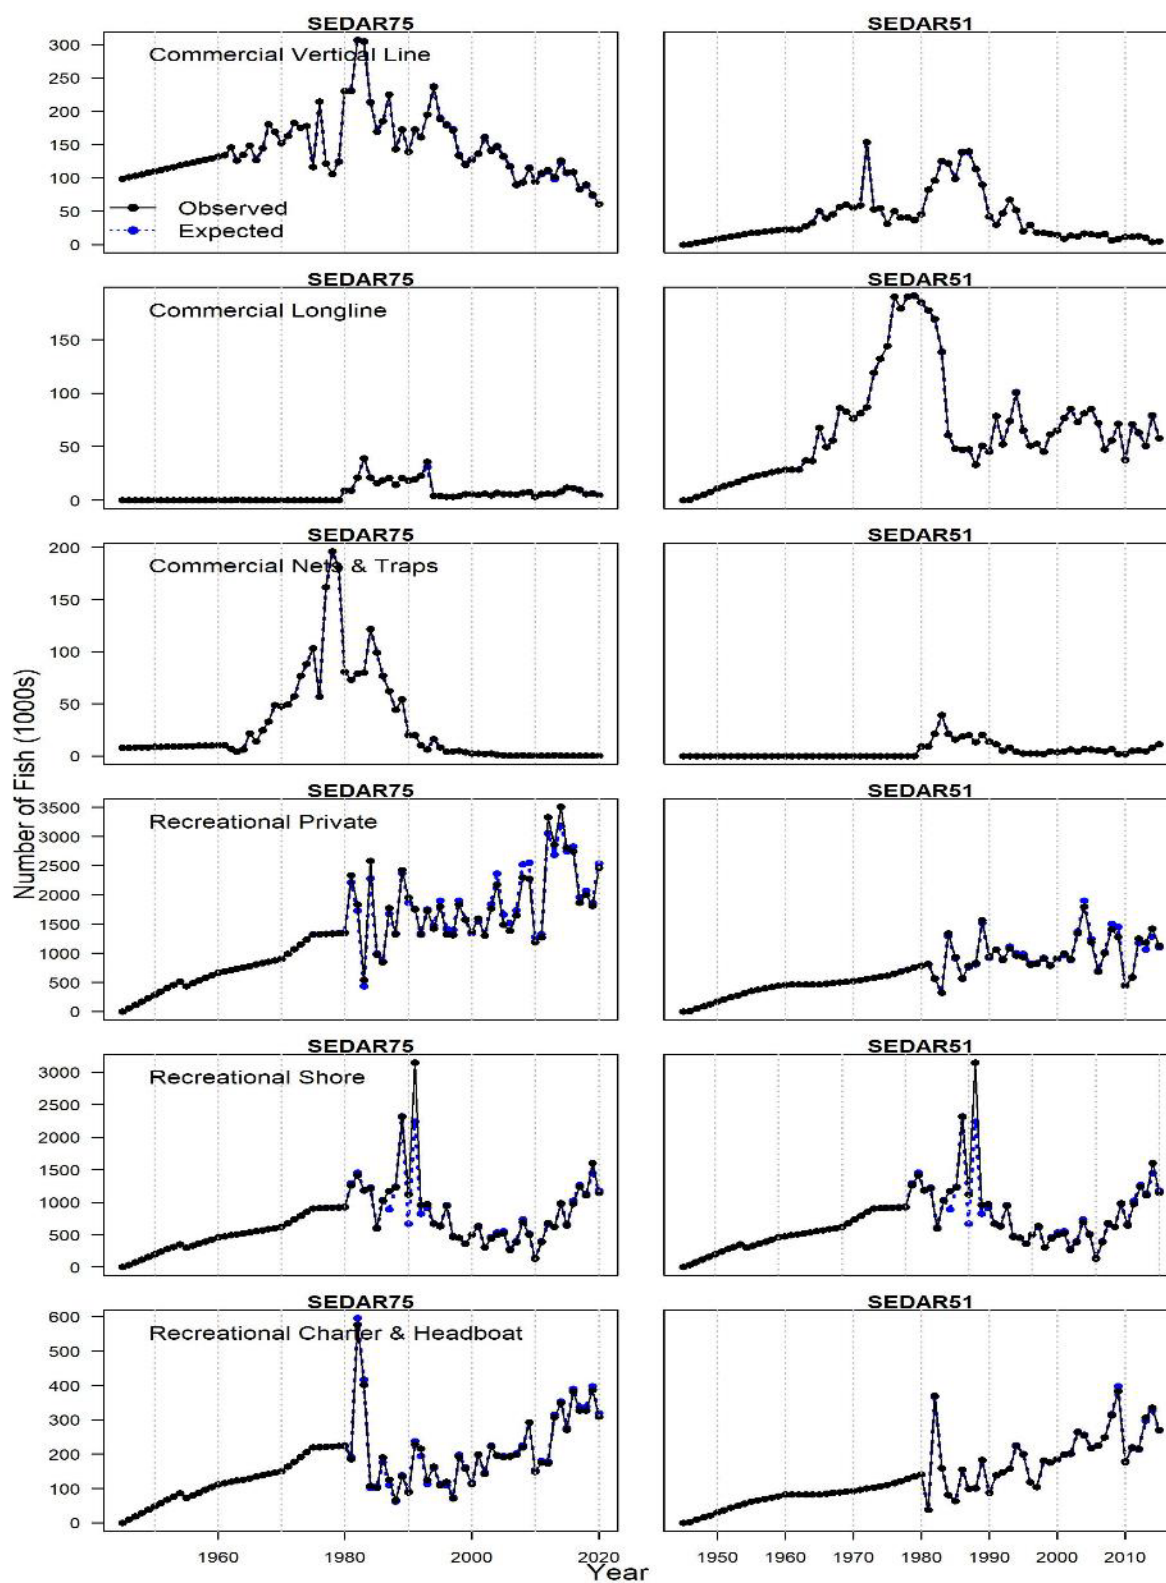 SEDAR75 SEDAR51
Commercial Vertical Line
300
250
200
150
100
50
0
Observed
Expected
SEDAR75 SEDAR51
Commercial Longline
150
100
50
0
SEDAR75 SEDAR51
Commercial Nets & Traps
200
150
100
50
0
Number of Fish (1000s)
SEDAR75 SEDAR51
Recreational Private
3500
3000
2500
2000
1500
1000
500
0
SEDAR75 SEDAR51
Recreational Shore
3000
2500
2000
1500
1000
500
0
SEDAR75 SEDAR51
Recreational Charter & Headboat
600
500
400
300
200
100
0
1960 1980 2000 2020 1950 1960 1970 1980 1990 2000 2010
Year